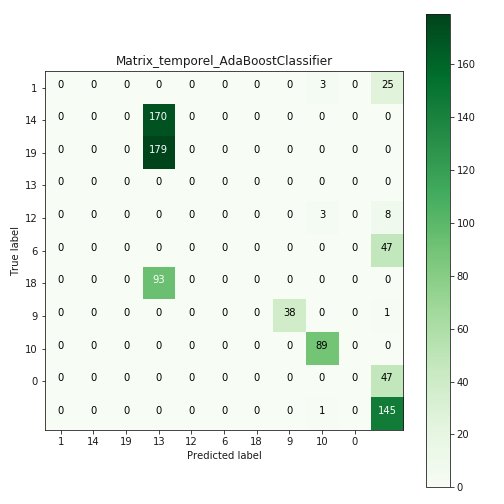 Matrix_temporel_AdaBoostClassifier
1 0 0 0 0 0 0 0 0 3 0 25
14 0 0 0 170 0 0 0 0 0 0 0
19 0 0 0 179 0 0 0 0 0 0 0
13 0 0 0 0 0 0 0 0 0 0 0
12 0 0 0 0 0 0 0 0 3 0 8
6 0 0 0 0 0 0 0 0 0 0 47
18 0 0 0 93 0 0 0 0 0 0 0
9 0 0 0 0 0 0 0 38 0 0 1
10 0 0 0 0 0 0 0 0 89 0 0
0 0 0 0 0 0 0 0 0 0 0 47
0 0 0 0 0 0 0 0 1 0 145
1 14 19 13 12 6 18 9 10 0
True label
Predicted label
160
140
120
100
80
60
40
20
0